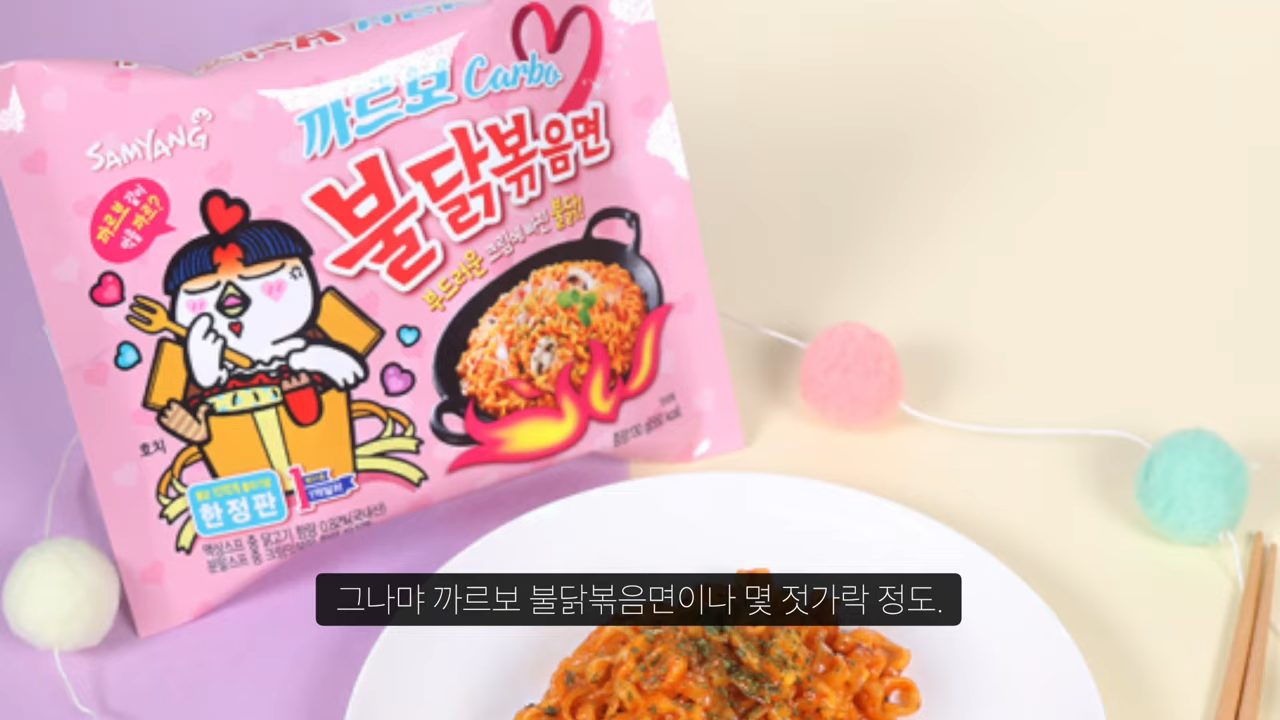 SAMYANG
까르보 Carbo
불닭볶음면
까르보 같이
먹을 까르?
부드러운 크림에 빠진 불닭!
호치
한정판
그나마 까르보 불닭볶음면이나 몇 젓가락 정도.